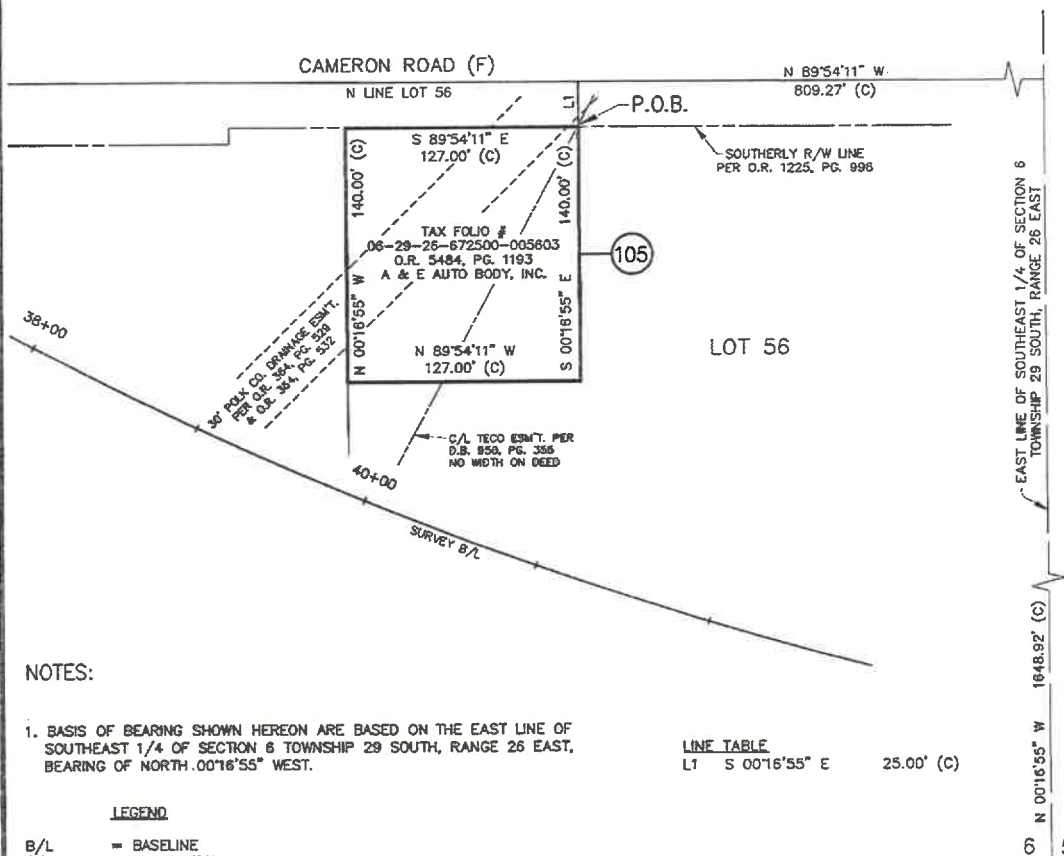 CAMERON ROAD (F)
N LINE LOT 56
N 89°54'11" W
809.27' (C)
L1
P.O.B.
SOUTHERLY R/W LINE
PER O.R. 1225, PG. 996
S 89°54'11" E
127.00' (C)
N 00°16'55" W 140.00' (C)
S 00°16'55" E 140.00' (C)
TAX FOLIO #
06-29-26-672500-005603
O.R. 5484, PG. 1193
A & E AUTO BODY, INC.
105
N 89°54'11" W
127.00' (C)
LOT 56
38+00
30' POLK CO. DRAINAGE ESM'T.
PER O.R. 364, PG. 529
& O.R. 364, PG. 532
C/L TECO ESM'T. PER
D.B. 950, PG. 356
NO WIDTH ON DEED
40+00
SURVEY B/L
EAST LINE OF SOUTHEAST 1/4 OF SECTION 6
TOWNSHIP 29 SOUTH, RANGE 26 EAST
N 00°16'55" W 1648.92' (C)
6
NOTES:
1. BASIS OF BEARING SHOWN HEREON ARE BASED ON THE EAST LINE OF
SOUTHEAST 1/4 OF SECTION 6 TOWNSHIP 29 SOUTH, RANGE 26 EAST,
BEARING OF NORTH 00°16'55" WEST.
LINE TABLE
L1 S 00°16'55" E 25.00' (C)
LEGEND
B/L = BASELINE